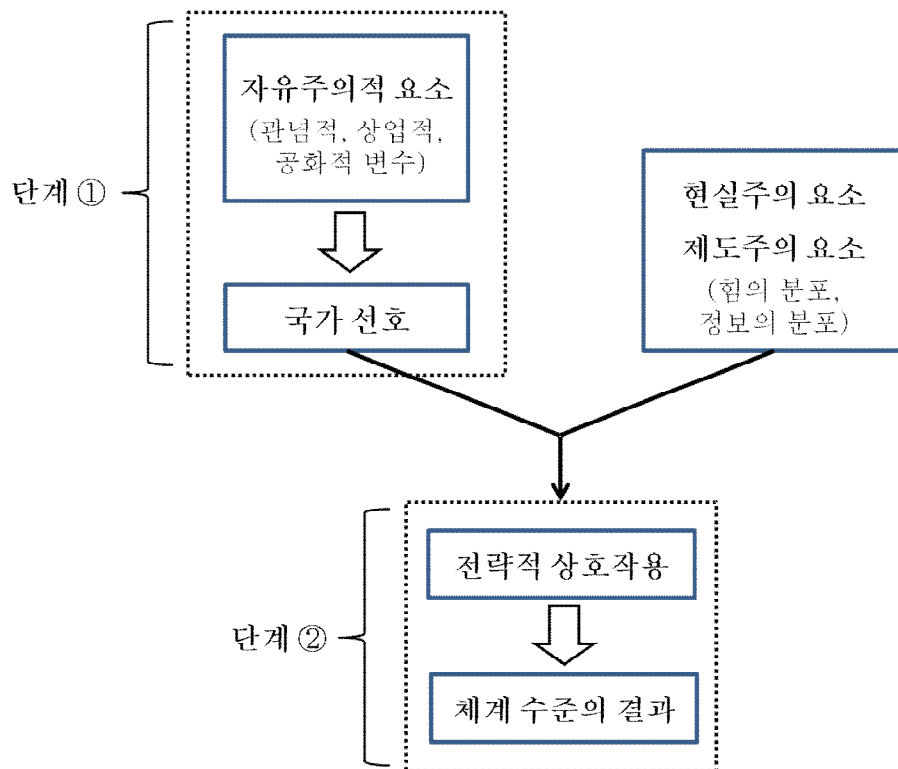 자유주의적 요소
(관념적, 상업적,
공화적 변수)
단계 ①
국가 선호
현실주의 요소
제도주의 요소
(힘의 분포,
정보의 분포)
전략적 상호작용
단계 ②
체계 수준의 결과